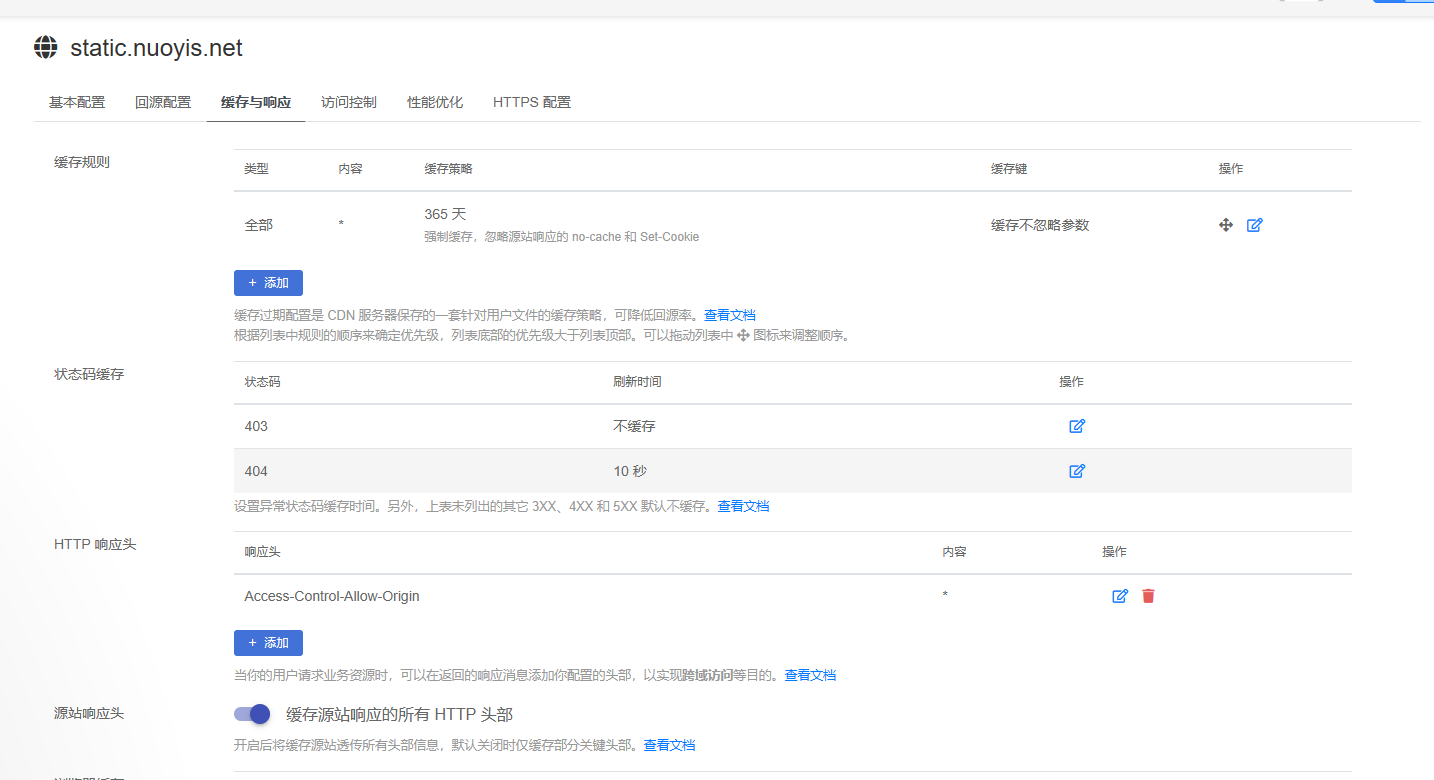 static.nuoyis.net
基本配置 回源配置 缓存与响应 访问控制 性能优化 HTTPS 配置
缓存规则
类型 内容 缓存策略 缓存键 操作
全部 * 365 天 缓存不忽略参数
强制缓存，忽略源站响应的 no-cache 和 Set-Cookie
+ 添加
缓存过期配置是 CDN 服务器保存的一套针对用户文件的缓存策略，可降低回源率。查看文档
根据列表中规则的顺序来确定优先级，列表底部的优先级大于列表顶部。可以拖动列表中 图标来调整顺序。
状态码缓存
状态码 刷新时间 操作
403 不缓存
404 10 秒
设置异常状态码缓存时间。另外，上表未列出的其它 3XX、4XX 和 5XX 默认不缓存。查看文档
HTTP 响应头
响应头 内容 操作
Access-Control-Allow-Origin *
+ 添加
当你的用户请求业务资源时，可以在返回的响应消息添加你配置的头部，以实现跨域访问等目的。查看文档
源站响应头
缓存源站响应的所有 HTTP 头部
开启后将缓存源站透传所有头部信息，默认关闭时仅缓存部分关键头部。查看文档